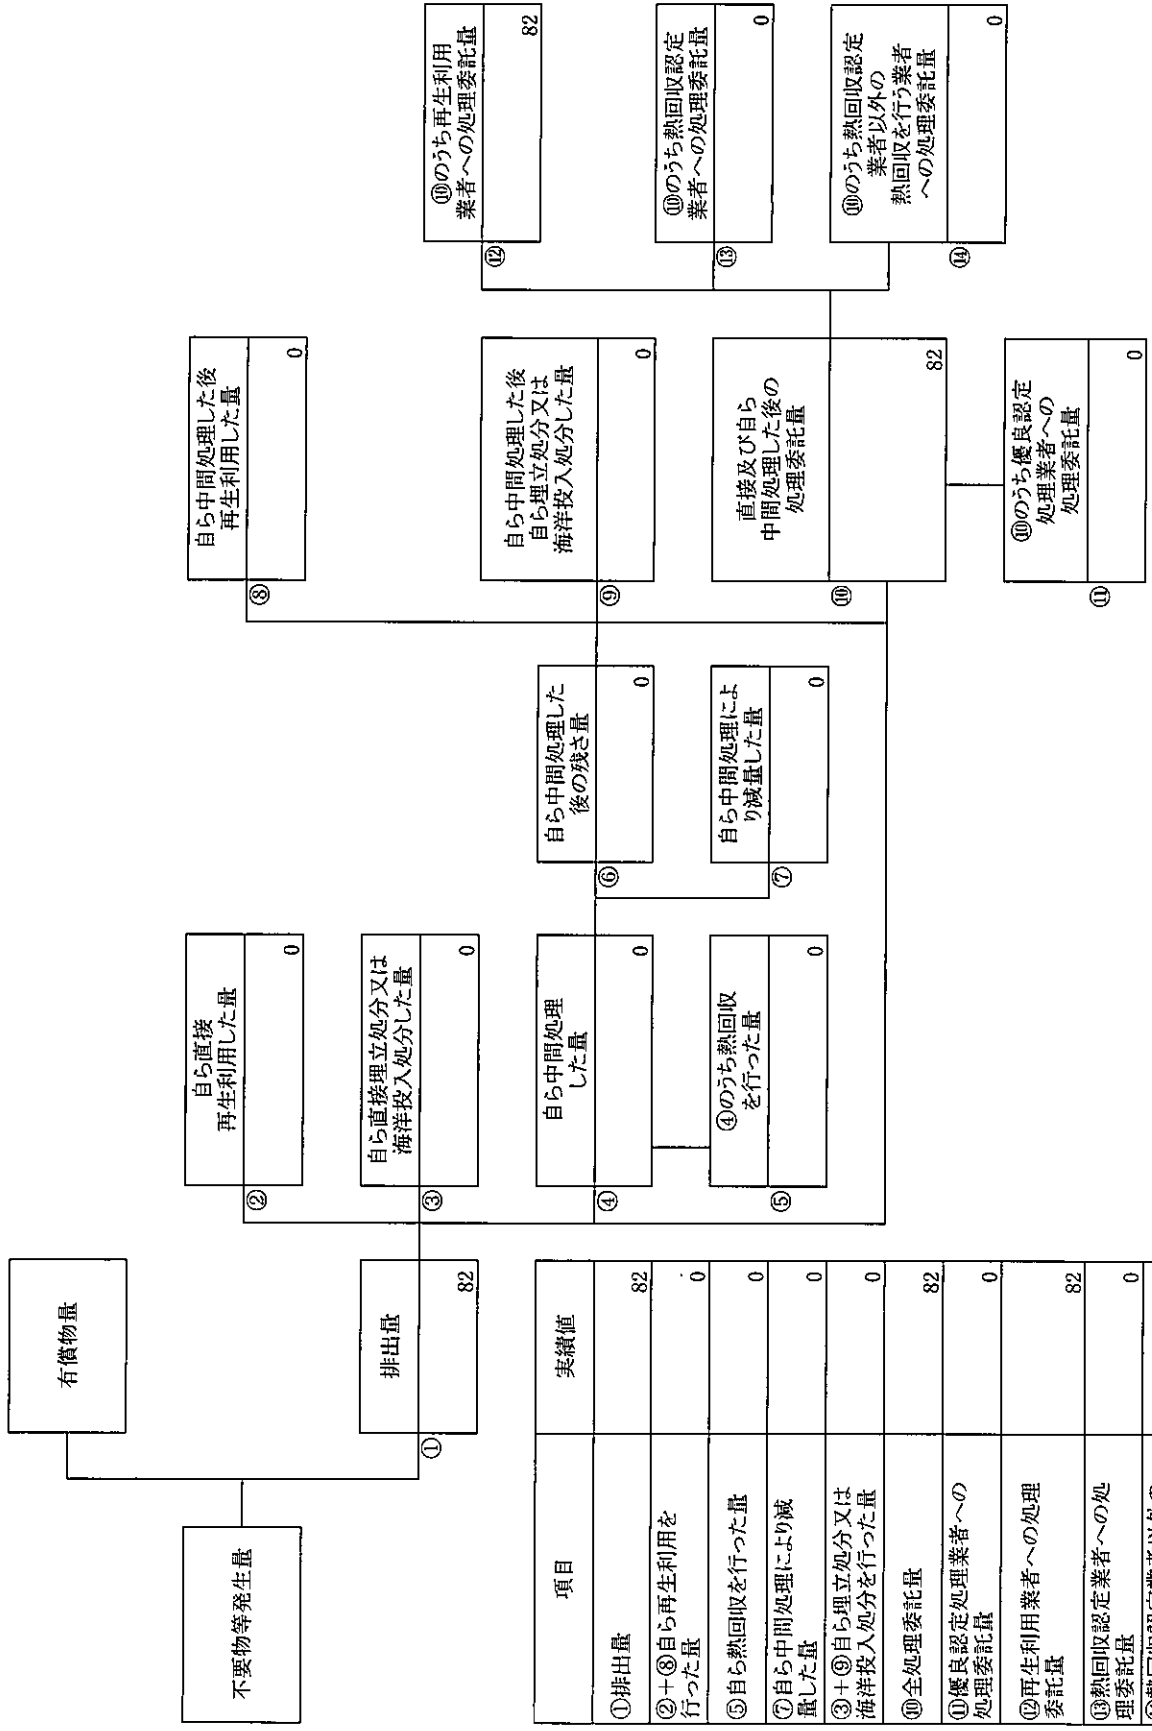 不要物等発生量
有償物量
①
排出量
82
②
自ら直接
再生利用した量
0
③
自ら直接埋立処分又は
海洋投入処分した量
0
④
自ら中間処理
した量
0
⑤
④のうち熱回収
を行った量
0
⑥
自ら中間処理した
後の残さ量
0
⑦
自ら中間処理によ
り減量した量
0
⑧
自ら中間処理した後
再生利用した量
0
⑨
自ら中間処理した後
自ら埋立処分又は
海洋投入処分した量
0
⑩
直接及び自ら
中間処理した後の
処理委託量
82
⑪
⑩のうち優良認定
処理業者への
処理委託量
0
⑫
⑩のうち再生利用
業者への処理委託量
82
⑬
⑩のうち熱回収認定
業者への処理委託量
0
⑭
⑩のうち熱回収認定
業者以外の
熱回収を行う業者
への処理委託量
0
項目 実績値
①排出量 82
②+⑧自ら再生利用を
行った量 0
⑤自ら熱回収を行った量 0
⑦自ら中間処理により減
量した量 0
③+⑨自ら埋立処分又は
海洋投入処分を行った量 0
⑩全処理委託量 82
⑪優良認定処理業者への
処理委託量 0
⑫再生利用業者への処理
委託量 82
⑬熱回収認定業者への処
理委託量 0